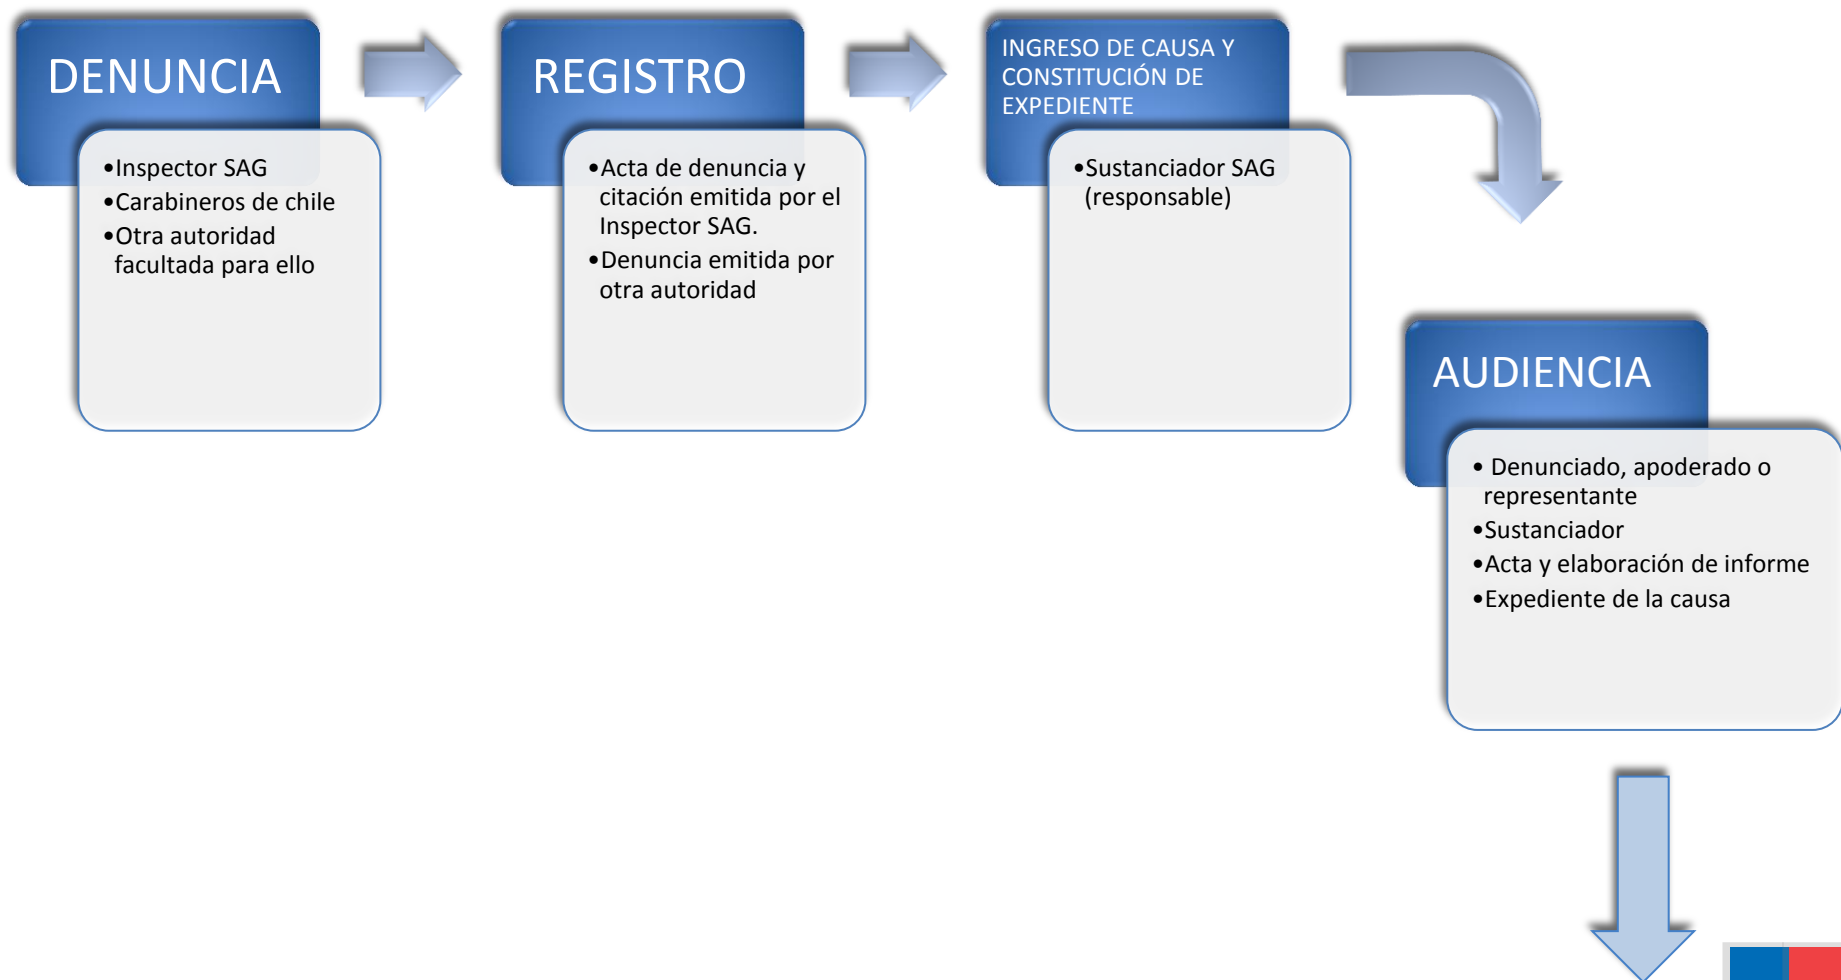 DENUNCIA
•Inspector SAG
•Carabineros de chile
•Otra autoridad
facultada para ello
REGISTRO
•Acta de denuncia y
citación emitida por el
Inspector SAG.
•Denuncia emitida por
otra autoridad
INGRESO DE CAUSA Y
CONSTITUCIÓN DE
EXPEDIENTE
•Sustanciador SAG
(responsable)
AUDIENCIA
• Denunciado, apoderado o
representante
•Sustanciador
•Acta y elaboración de informe
•Expediente de la causa